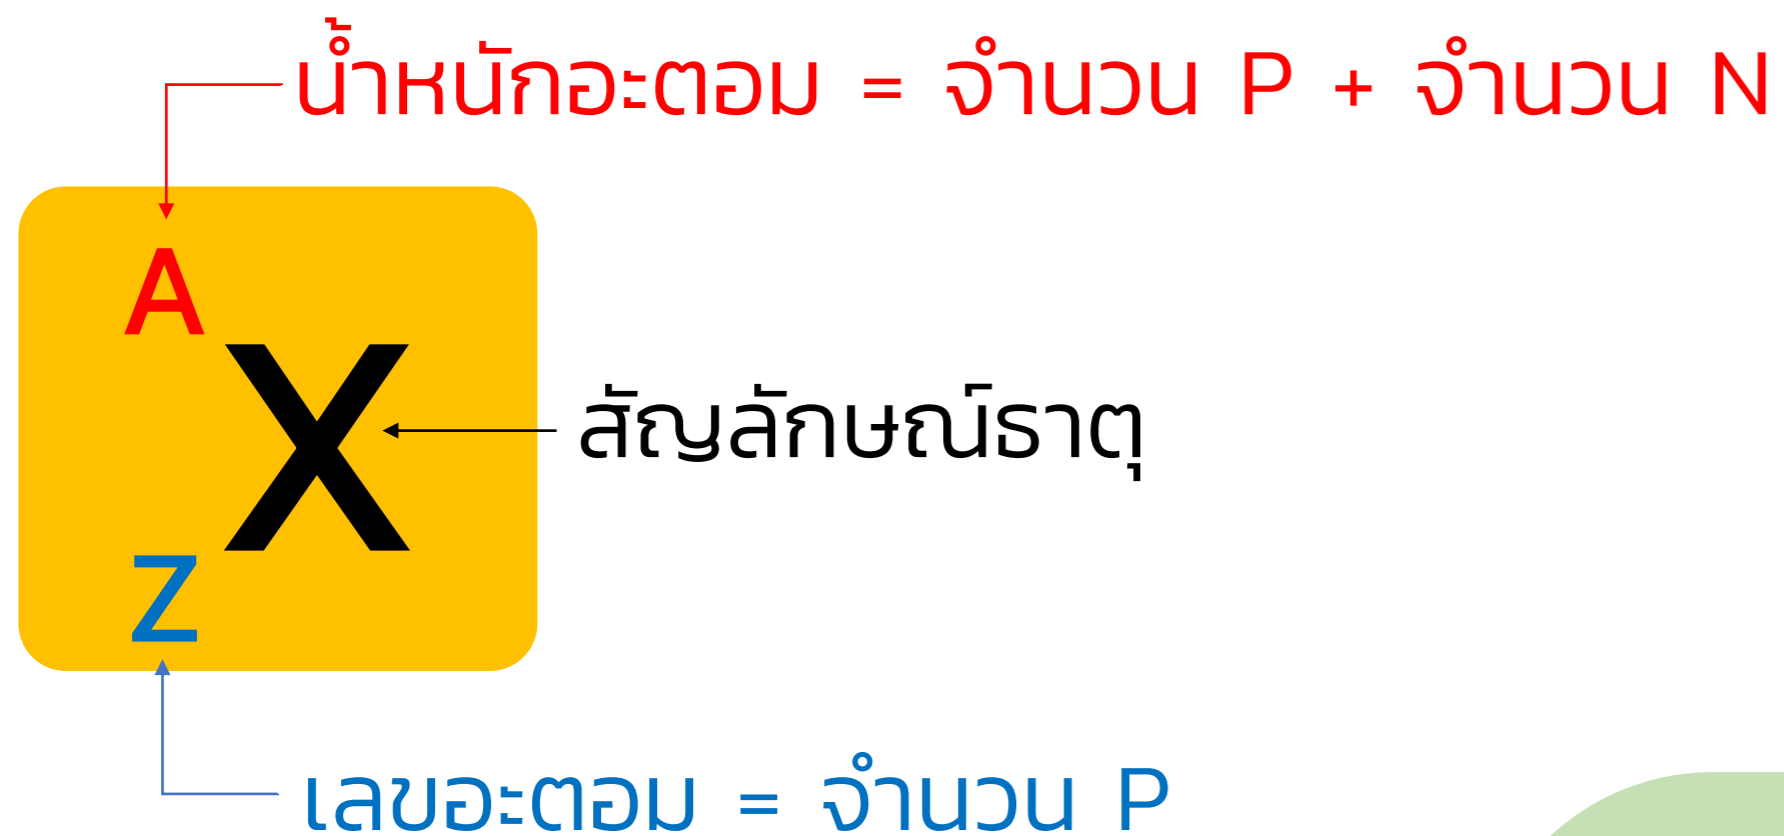 น้ำหนักอะตอม = จำนวน P + จำนวน N
A
X
สัญลักษณ์ธาตุ
Z
เลขอะตอม = จำนวน P